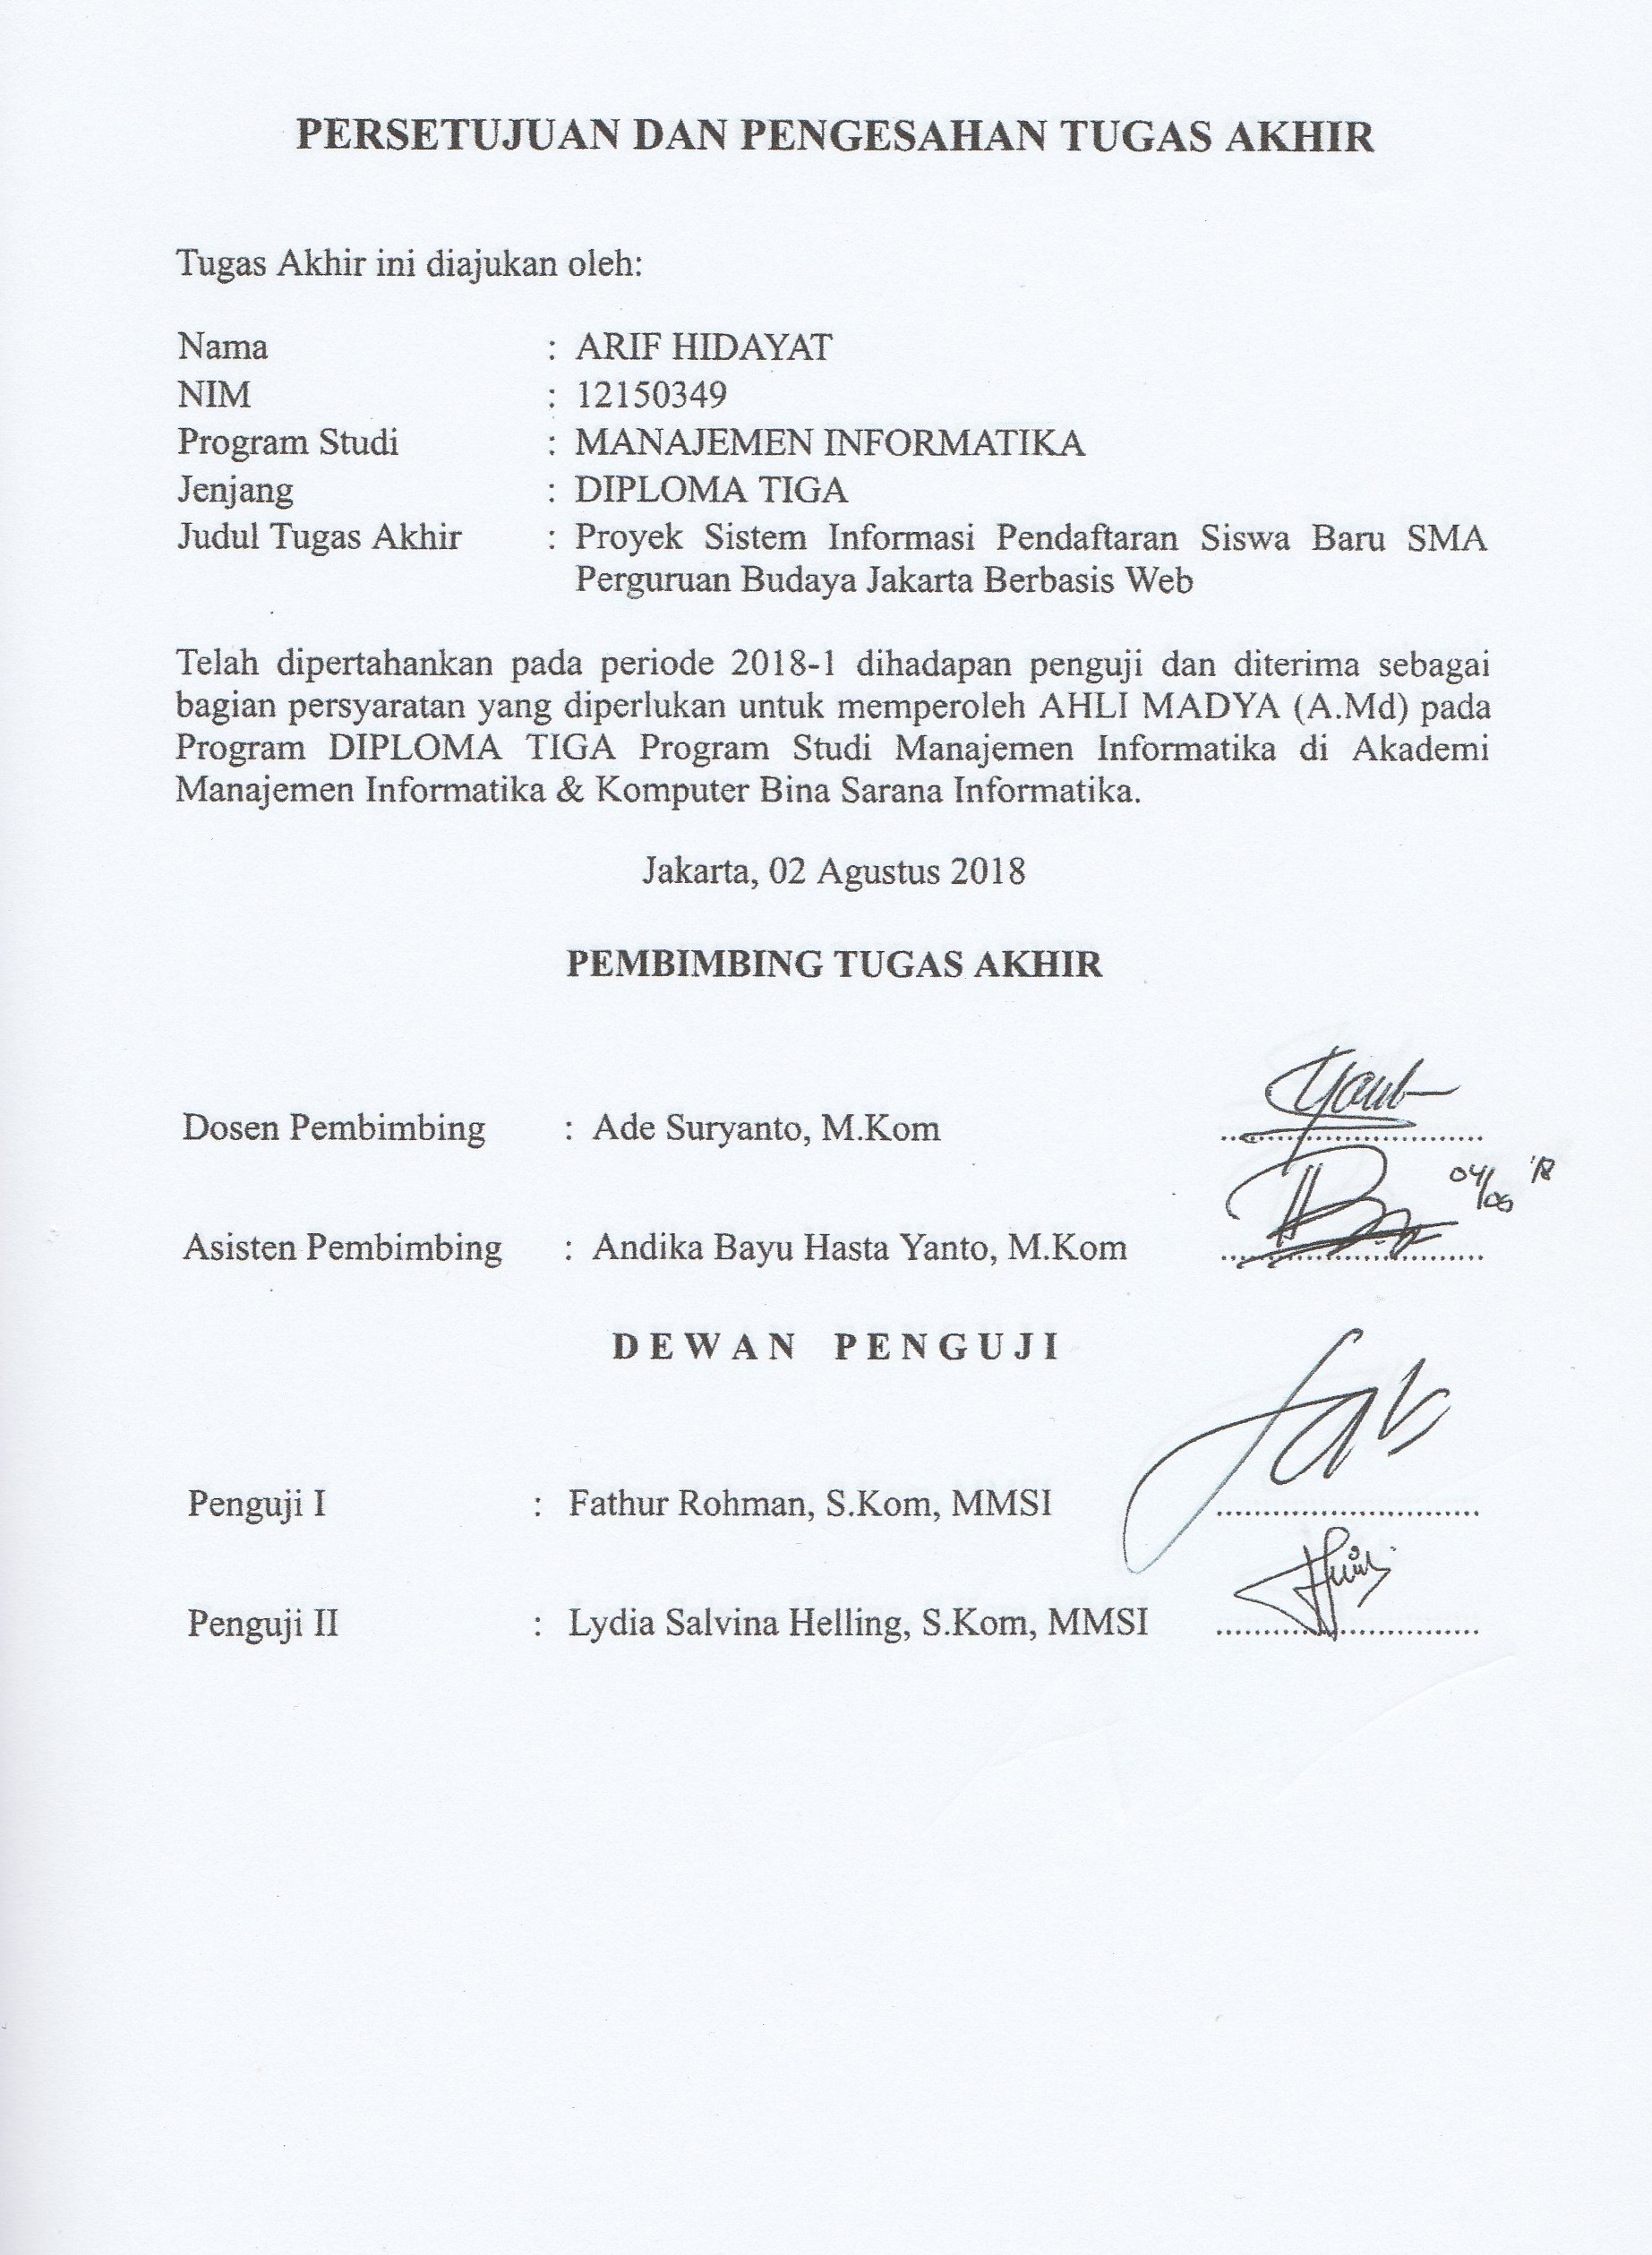 PERSETUJUAN DAN PENGESAHAN TUGAS AKHIR
Tugas Akhir ini diajukan oleh:
Nama : ARIF HIDAYAT
NIM : 12150349
Program Studi : MANAJEMEN INFORMATIKA
Jenjang : DIPLOMA TIGA
Judul Tugas Akhir : Proyek Sistem Informasi Pendaftaran Siswa Baru SMA
Perguruan Budaya Jakarta Berbasis Web
Telah dipertahankan pada periode 2018-1 dihadapan penguji dan diterima sebagai
bagian persyaratan yang diperlukan untuk memperoleh AHLI MADYA (A.Md) pada
Program DIPLOMA TIGA Program Studi Manajemen Informatika di Akademi
Manajemen Informatika & Komputer Bina Sarana Informatika.
Jakarta, 02 Agustus 2018
PEMBIMBING TUGAS AKHIR
Dosen Pembimbing : Ade Suryanto, M.Kom ............................
Asisten Pembimbing : Andika Bayu Hasta Yanto, M.Kom ............................
DEWAN PENGUJI
Penguji I : Fathur Rohman, S.Kom, MMSI ............................
Penguji II : Lydia Salvina Helling, S.Kom, MMSI ............................